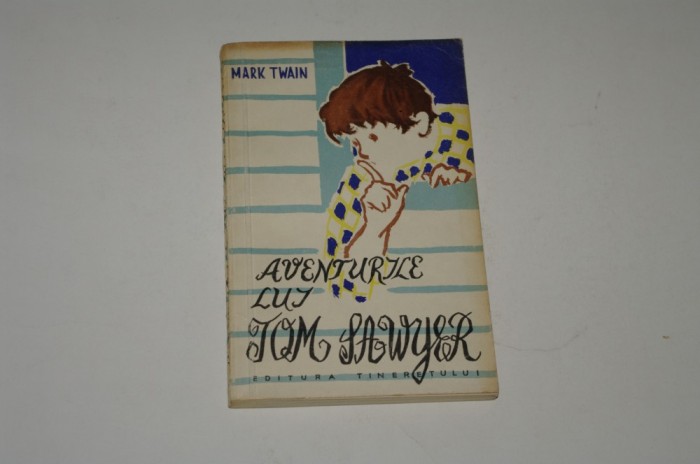 MARK TWAIN
AVENTURILE
LUI
TOM SAWYER
EDITURA TINERETULUI